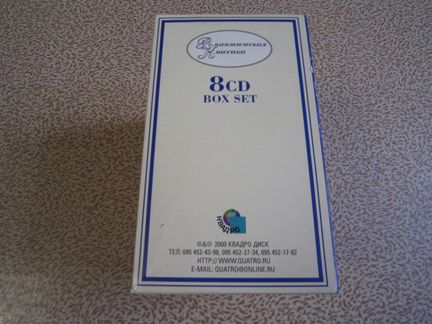 Романтическая
Классика
8CD
BOX SET
КВАДРО
©&℗ 2000 КВАДРО ДИСК
ТЕЛ: 095 452-43-98, 095 452-27-34, 095 452-17-82
HTTP:// WWW.QUATRO.RU
E-MAIL: QUATRO@ONLINE.RU